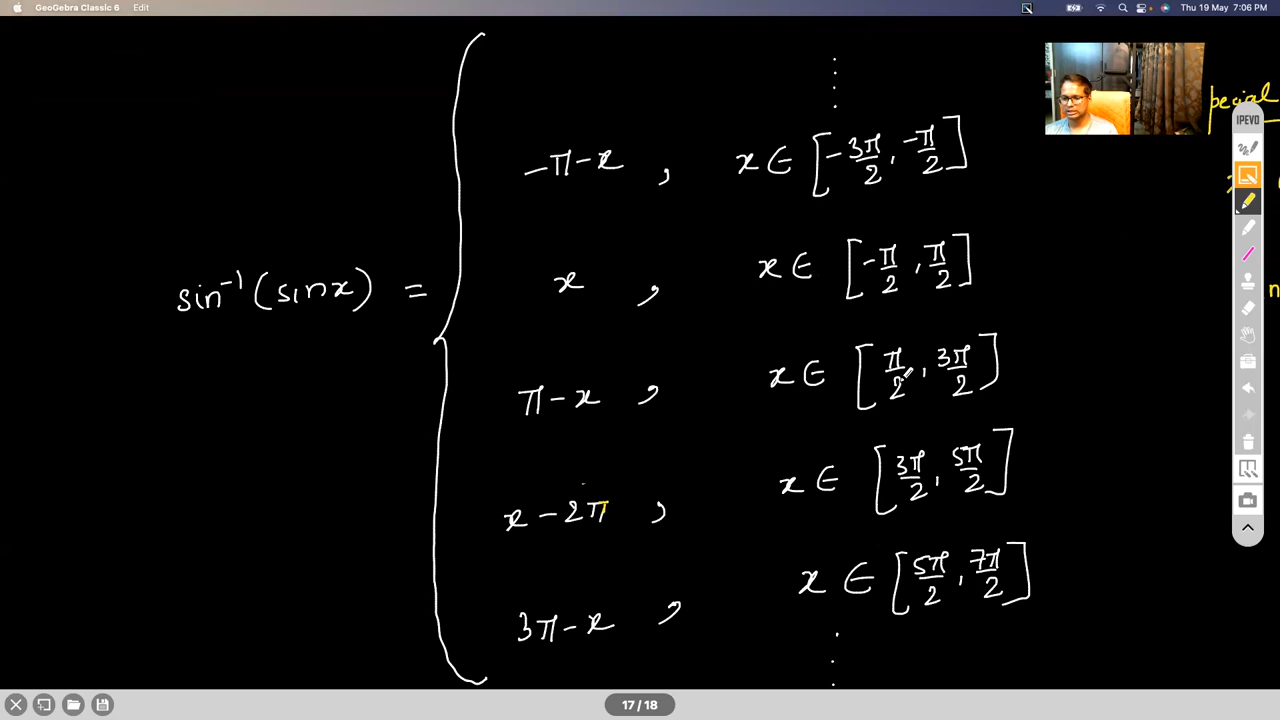 GeoGebra Classic 6 Edit Thu 19 May 7:06 PM
pecial
IPEVO
-π-x , x ∈ [-3π/2, -π/2]
x , x ∈ [-π/2, π/2]
sin⁻¹(sinx) =
n
π-x , x ∈ [π/2, 3π/2]
x-2π , x ∈ [3π/2, 5π/2]
3π-x , x ∈ [5π/2, 7π/2]
17 / 18